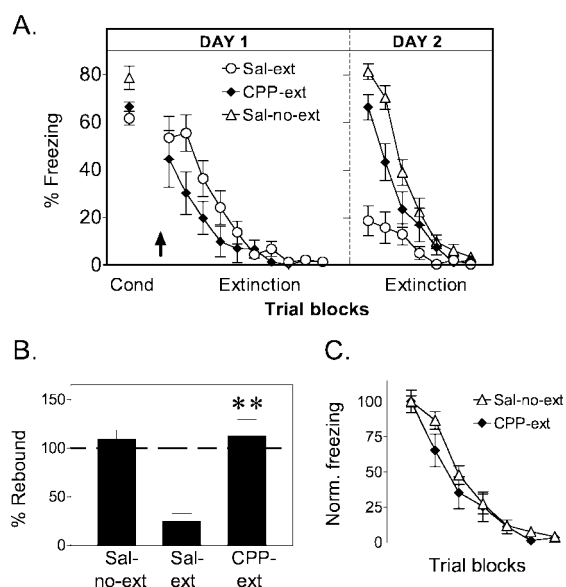 A.
DAY 1 DAY 2
Sal-ext
CPP-ext
Sal-no-ext
% Freezing
80
60
40
20
0
Cond Extinction Extinction
Trial blocks
B.
% Rebound
150
100
50
0
**
Sal-no-ext Sal-ext CPP-ext
C.
Norm. freezing
100
75
50
25
0
Sal-no-ext
CPP-ext
Trial blocks